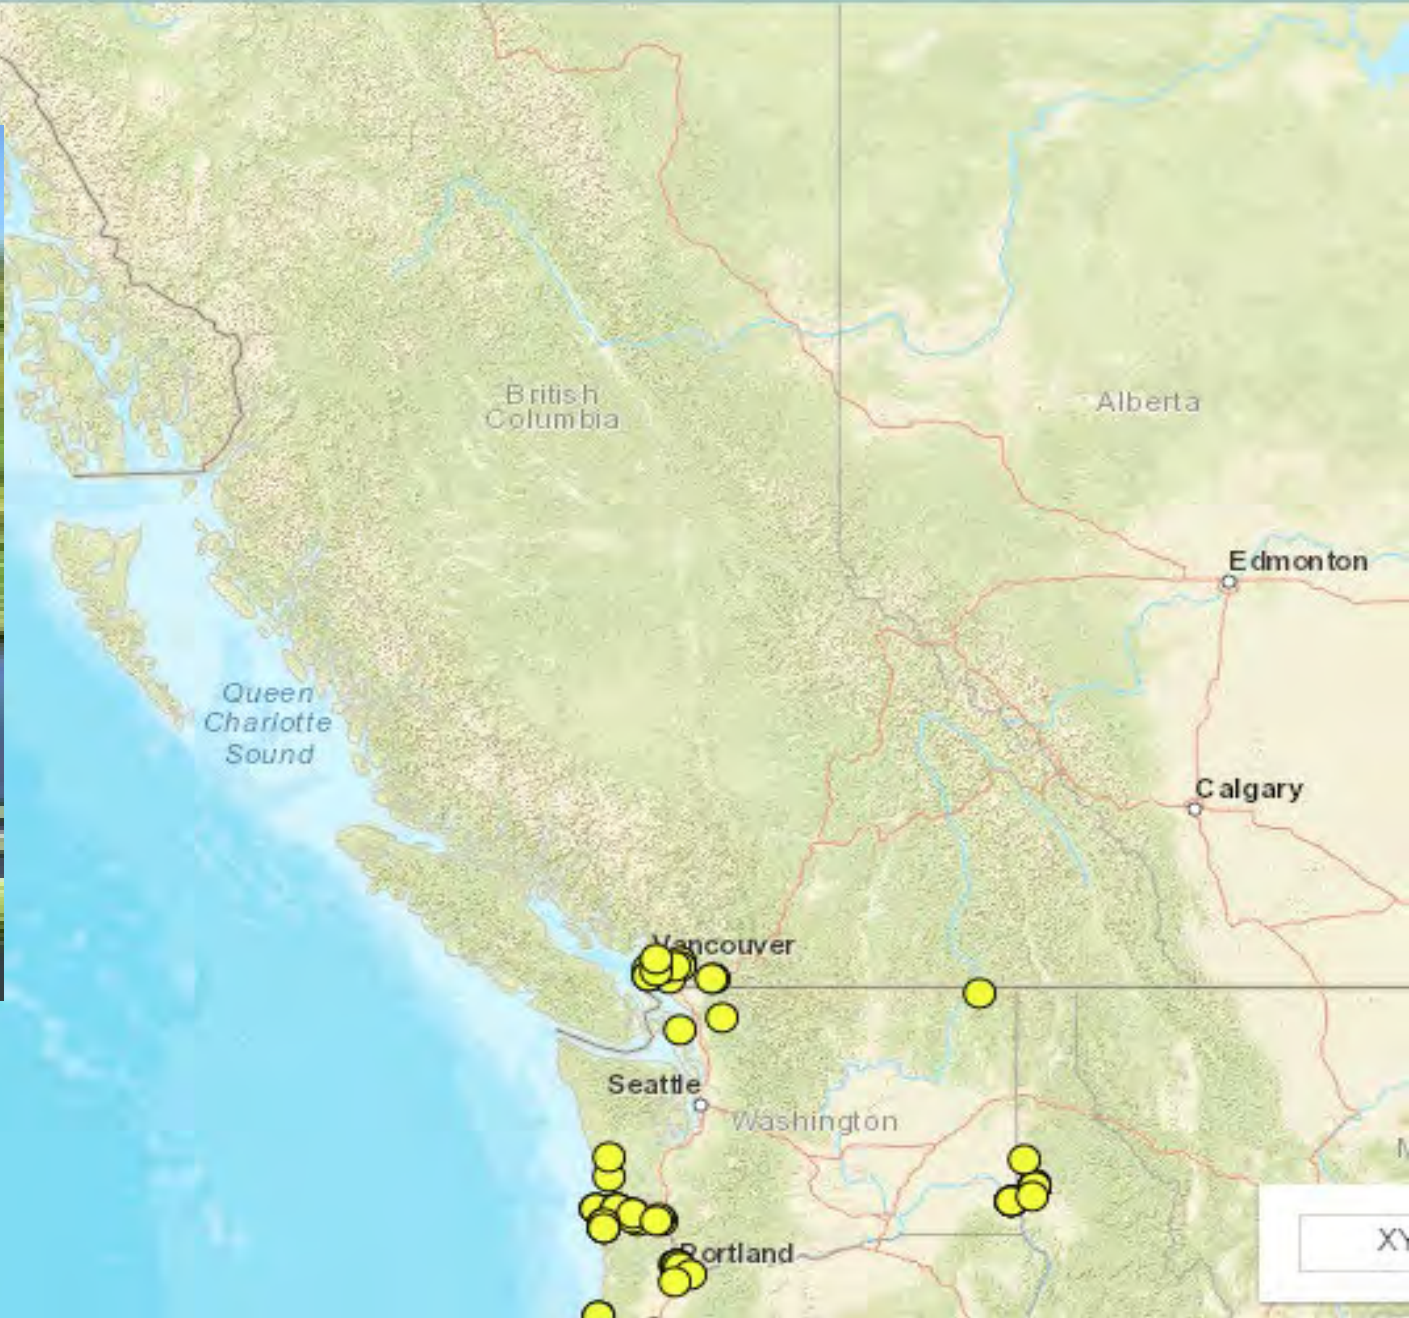 British
Columbia
Alberta
Edmonton
Queen
Charlotte
Sound
Calgary
Vancouver
Seattle
Washington
M
Portland
XY